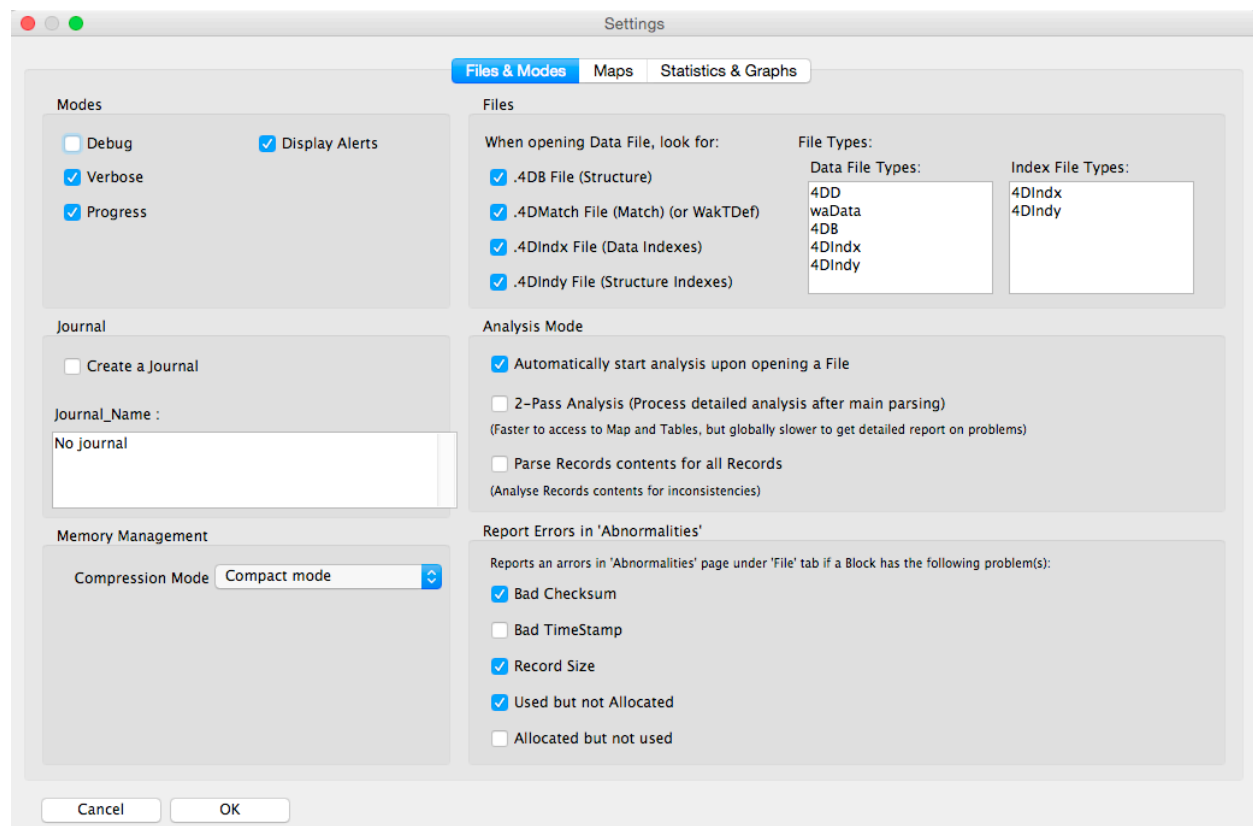 Settings
Files & Modes Maps Statistics & Graphs
Modes
Debug Display Alerts
Verbose
Progress
Files
When opening Data File, look for:
.4DB File (Structure)
.4DMatch File (Match) (or WakTDef)
.4DIndx File (Data Indexes)
.4DIndy File (Structure Indexes)
File Types:
Data File Types:
4DD
waData
4DB
4DIndx
4DIndy
Index File Types:
4DIndx
4DIndy
Journal
Create a Journal
Journal_Name :
No journal
Analysis Mode
Automatically start analysis upon opening a File
2-Pass Analysis (Process detailed analysis after main parsing)
(Faster to access to Map and Tables, but globally slower to get detailed report on problems)
Parse Records contents for all Records
(Analyse Records contents for inconsistencies)
Memory Management
Compression Mode Compact mode
Report Errors in 'Abnormalities'
Reports an arrors in 'Abnormalities' page under 'File' tab if a Block has the following problem(s):
Bad Checksum
Bad TimeStamp
Record Size
Used but not Allocated
Allocated but not used
Cancel OK